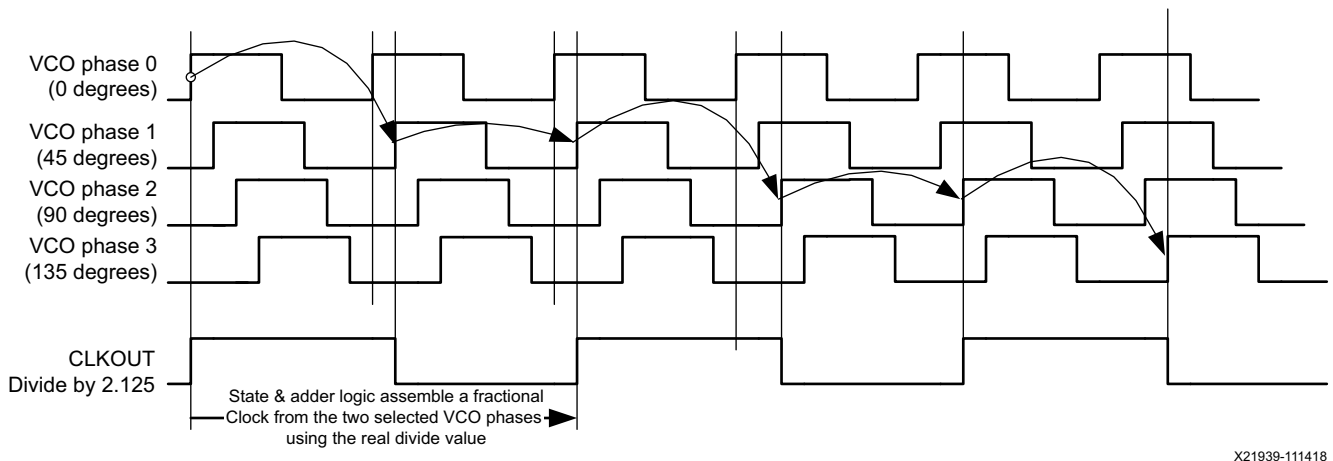 VCO phase 0
(0 degrees)
VCO phase 1
(45 degrees)
VCO phase 2
(90 degrees)
VCO phase 3
(135 degrees)
CLKOUT
Divide by 2.125
State & adder logic assemble a fractional
Clock from the two selected VCO phases
using the real divide value
X21939-111418